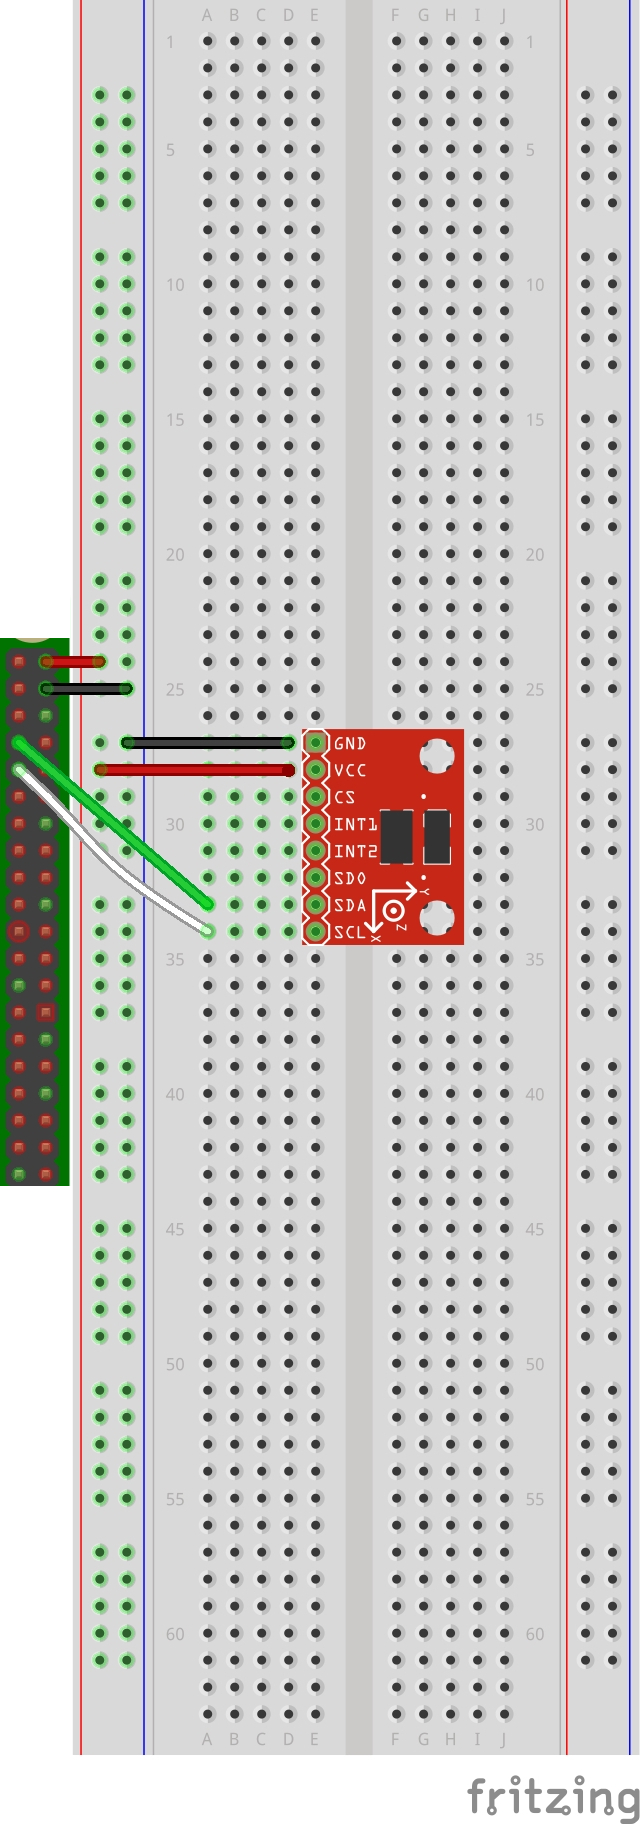 A B C D E F G H I J
1 1
5 5
10 10
15 15
20 20
25 25
GND
VCC
CS
30 INT1 30
INT2
SDO
Y
SDA
SCL
Z
X
35 35
40 40
45 45
50 50
55 55
60 60
A B C D E F G H I J
fritzing